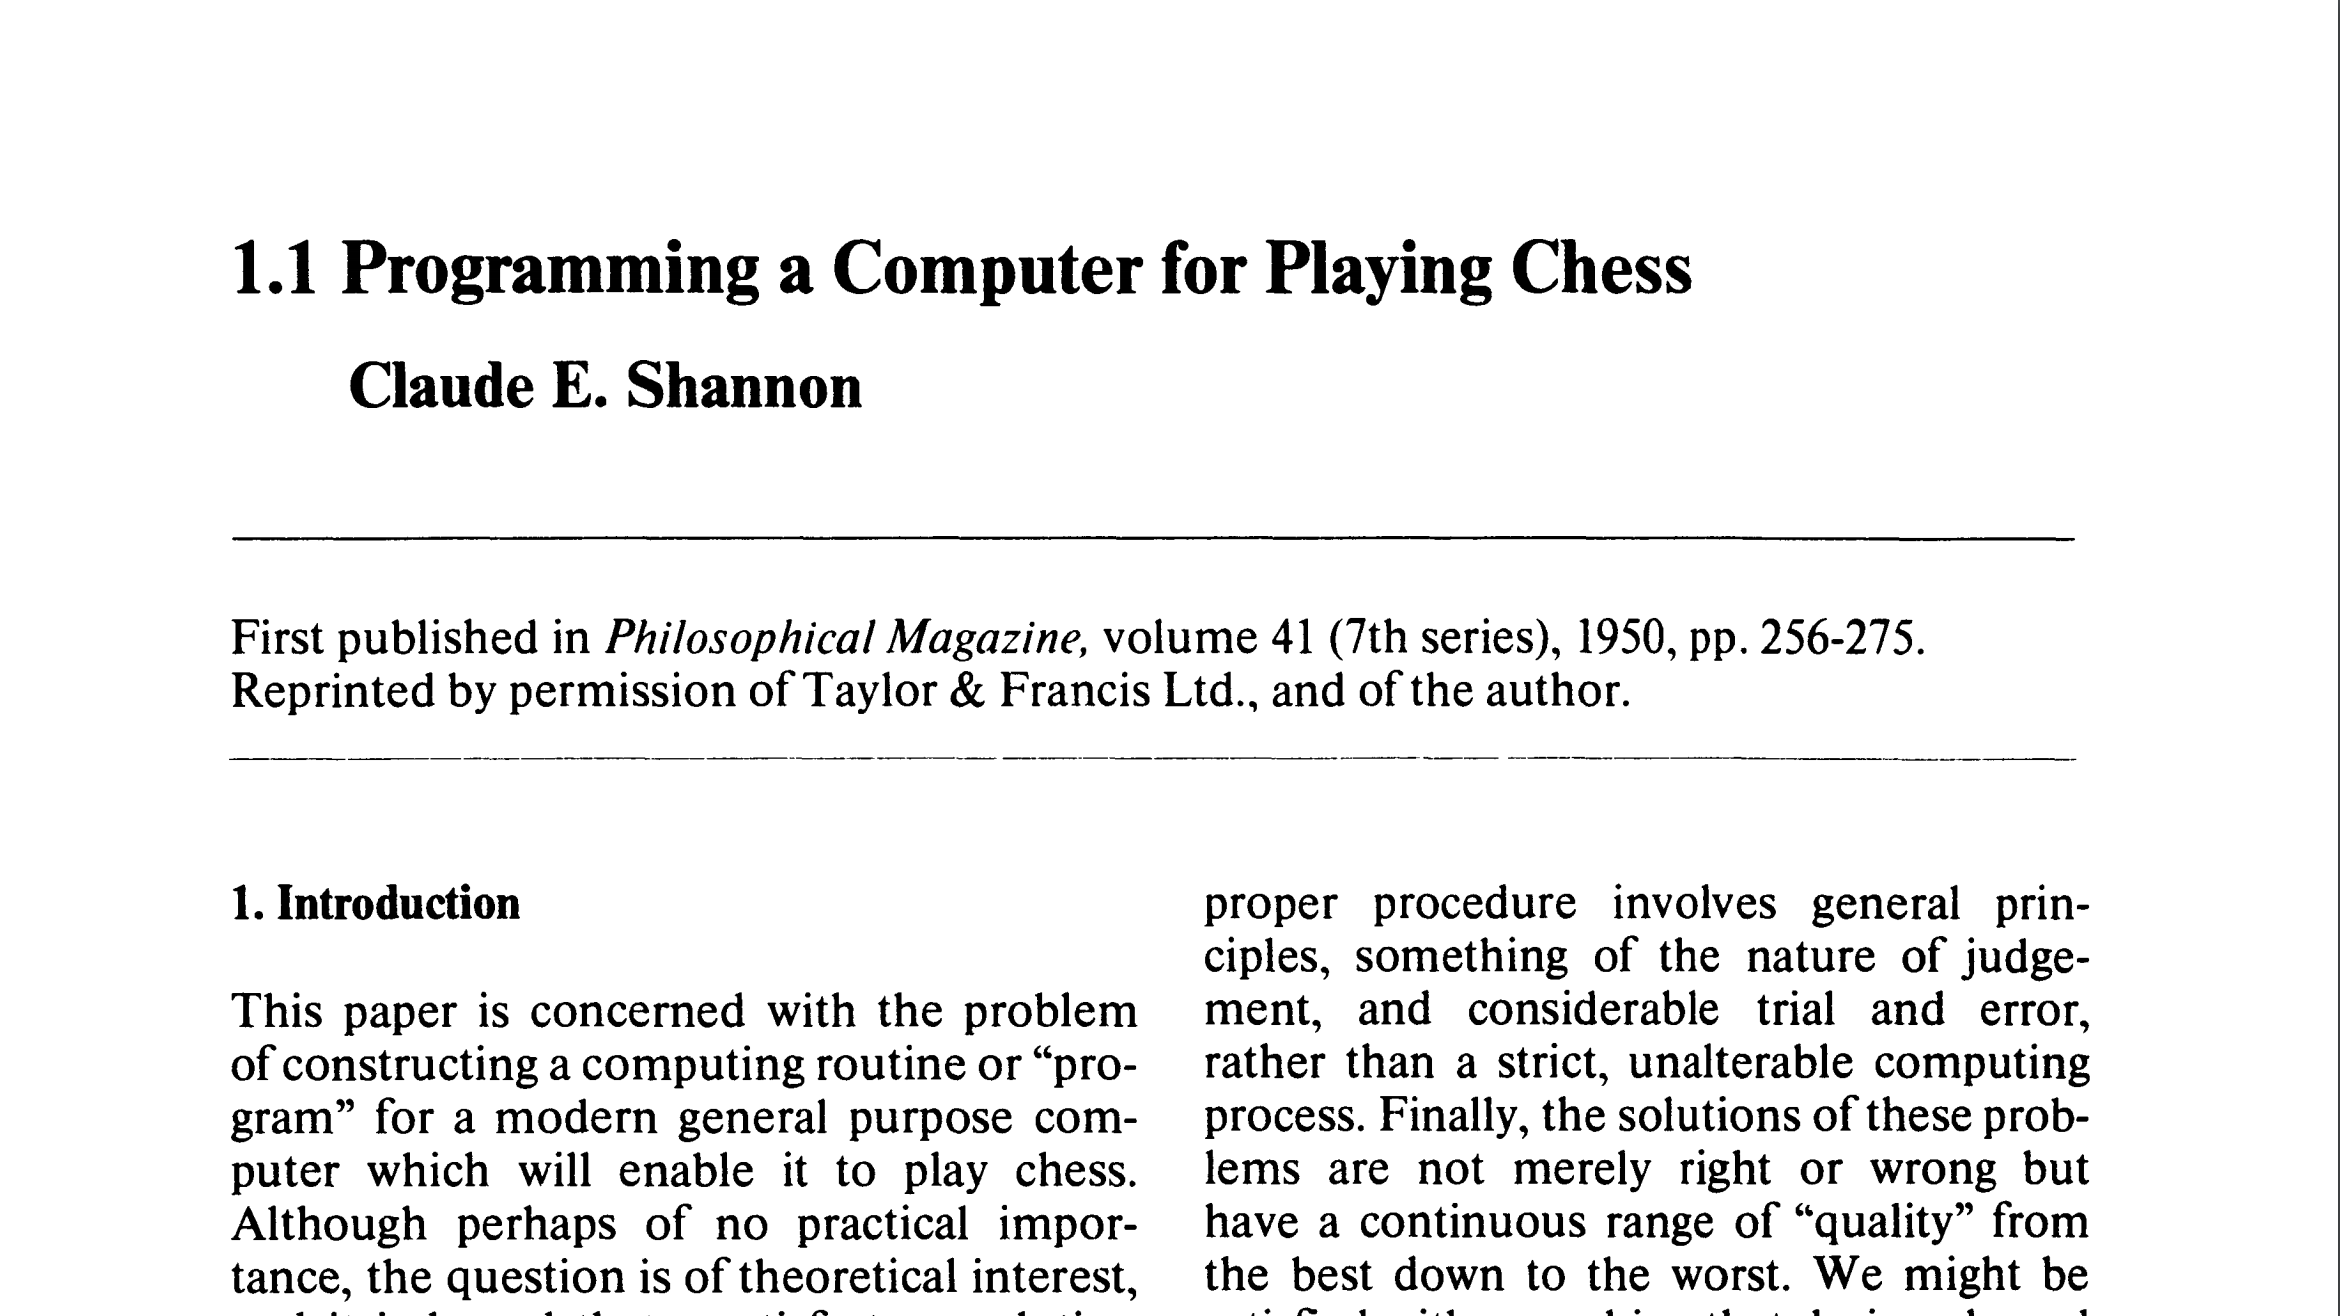 1.1 Programming a Computer for Playing Chess
Claude E. Shannon
First published in Philosophical Magazine, volume 41 (7th series), 1950, pp. 256-275.
Reprinted by permission of Taylor & Francis Ltd., and of the author.
1. Introduction
This paper is concerned with the problem
of constructing a computing routine or “pro-
gram” for a modern general purpose com-
puter which will enable it to play chess.
Although perhaps of no practical impor-
tance, the question is of theoretical interest,
proper procedure involves general prin-
ciples, something of the nature of judge-
ment, and considerable trial and error,
rather than a strict, unalterable computing
process. Finally, the solutions of these prob-
lems are not merely right or wrong but
have a continuous range of “quality” from
the best down to the worst. We might be